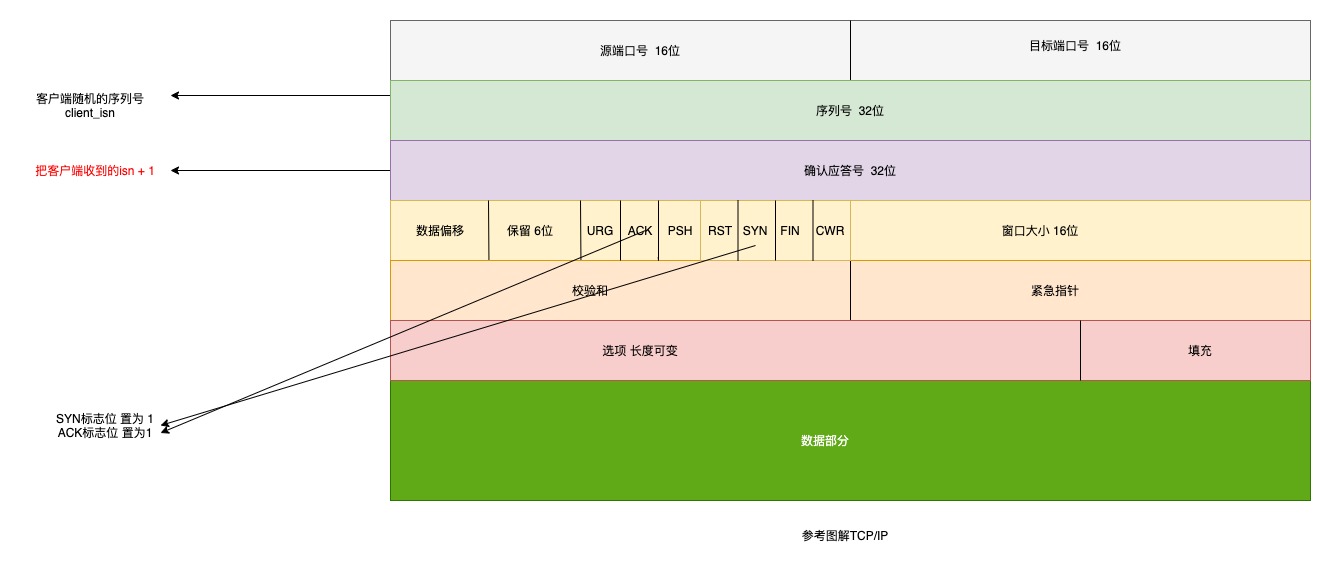 源端口号 16位
目标端口号 16位
客户端随机的序列号
client_isn
序列号 32位
把客户端收到的isn + 1
确认应答号 32位
数据偏移
保留 6位
URG
ACK
PSH
RST
SYN
FIN
CWR
窗口大小 16位
校验和
紧急指针
选项 长度可变
填充
SYN标志位 置为 1
ACK标志位 置为1
数据部分
参考图解TCP/IP